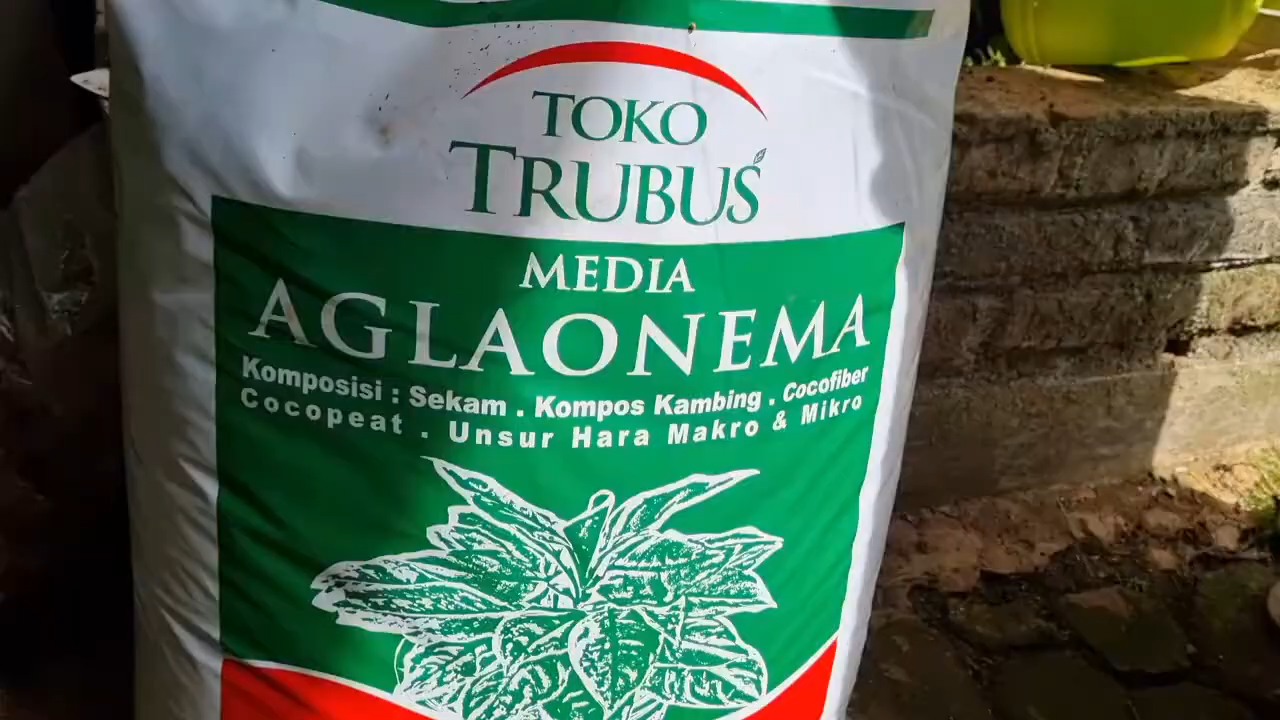 TOKO
TRUBUS
MEDIA
AGLAONEMA
Komposisi : Sekam . Kompos Kambing . Cocofiber
Cocopeat . Unsur Hara Makro & Mikro